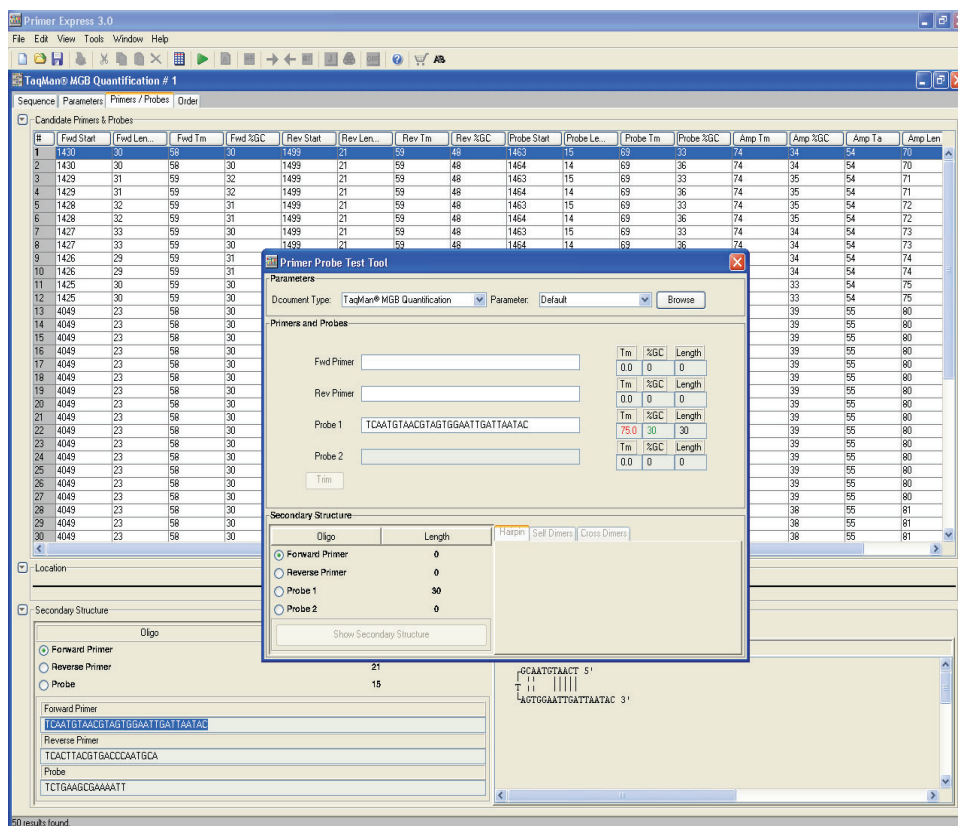 Primer Express 3.0
File Edit View Tools Window Help
TaqMan® MGB Quantification # 1
Sequence Parameters Primers / Probes Order
Candidate Primers & Probes
# Fwd Start Fwd Len... Fwd Tm Fwd %GC Rev Start Rev Len... Rev Tm Rev %GC Probe Start Probe Le... Probe Tm Probe %GC Amp Tm Amp %GC Amp Ta Amp Len
1 1430 30 58 30 1499 21 59 48 1463 15 69 33 74 34 54 70
2 1430 30 58 30 1499 21 59 48 1464 14 69 36 74 34 54 70
3 1429 31 59 32 1499 21 59 48 1463 15 69 33 74 35 54 71
4 1429 31 59 32 1499 21 59 48 1464 14 69 36 74 35 54 71
5 1428 32 59 31 1499 21 59 48 1463 15 69 33 74 35 54 72
6 1428 32 59 31 1499 21 59 48 1464 14 69 36 74 35 54 72
7 1427 33 59 30 1499 21 59 48 1463 15 69 33 74 34 54 73
8 1427 33 59 30 1499 21 59 48 1464 14 69 36 74 34 54 73
9 1426 29 59 31 34 54 74
10 1426 29 59 31 34 54 74
11 1425 30 59 30 33 54 75
12 1425 30 59 30 33 54 75
13 4049 23 58 30 39 55 80
14 4049 23 58 30 39 55 80
15 4049 23 58 30 39 55 80
16 4049 23 58 30 39 55 80
17 4049 23 58 30 39 55 80
18 4049 23 58 30 39 55 80
19 4049 23 58 30 39 55 80
20 4049 23 58 30 39 55 80
21 4049 23 58 30 39 55 80
22 4049 23 58 30 39 55 80
23 4049 23 58 30 39 55 80
24 4049 23 58 30 39 55 80
25 4049 23 58 30 39 55 80
26 4049 23 58 30 39 55 80
27 4049 23 58 30 39 55 80
28 4049 23 58 30 38 55 81
29 4049 23 58 30 38 55 81
30 4049 23 58 30 38 55 81
Primer Probe Test Tool
Parameters
Dcoument Type: TaqMan® MGB Quantification Parameter: Default Browse
Primers and Probes
Tm %GC Length
Fwd Primer 0.0 0 0
Tm %GC Length
Rev Primer 0.0 0 0
Tm %GC Length
Probe 1 TCAATGTAACGTAGTGGAATTGATTAATAC 75.0 30 30
Tm %GC Length
Probe 2 0.0 0 0
Trim
Secondary Structure
Oligo Length Hairpin Self Dimers Cross Dimers
Forward Primer 0
Reverse Primer 0
Probe 1 30
Probe 2 0
Show Secondary Structure
Location
Secondary Structure
Oligo
Forward Primer
Reverse Primer 21
Probe 15
GCAATGTAACT 5'
T
AGTGGAATTGATTAATAC 3'
Forward Primer
TCAATGTAACGTAGTGGAATTGATTAATAC
Reverse Primer
TCACTTACGTGACCCAATGCA
Probe
TCTGAAGCGAAAATT
50 results found.